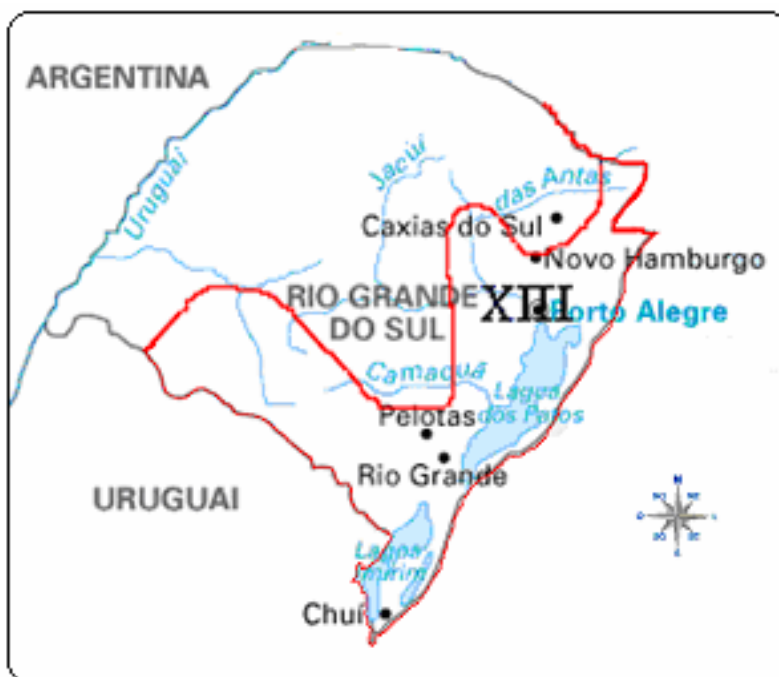 ARGENTINA
Uruguai
Jacuí
das Antas
Caxias do Sul
Novo Hamburgo
RIO GRANDE
DO SUL
XIII
Porto Alegre
Camacuá
Lagoa
dos Patos
Pelotas
Rio Grande
URUGUAI
Lagoa
mirim
Chuí
N